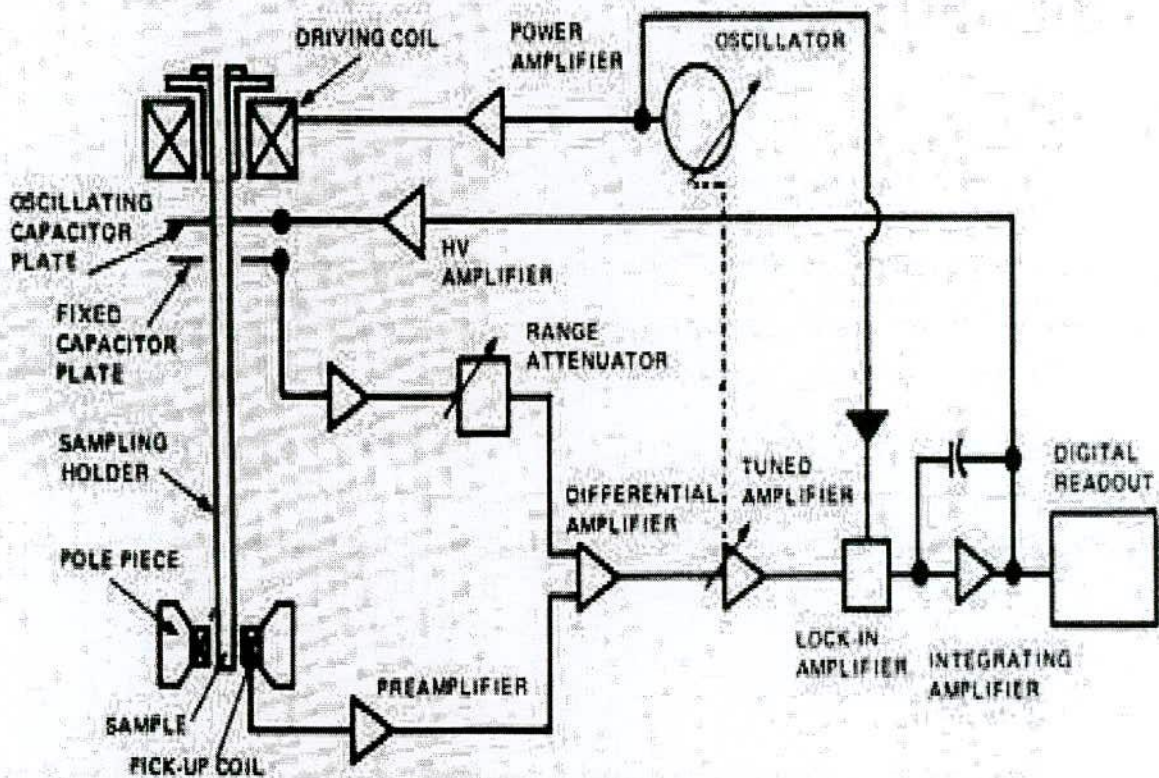 DRIVING COIL
POWER
AMPLIFIER
OSCILLATOR
OSCILLATING
CAPACITOR
PLATE
HV
AMPLIFIER
FIXED
CAPACITOR
PLATE
RANGE
ATTENUATOR
SAMPLING
HOLDER
DIFFERENTIAL
AMPLIFIER
TUNED
AMPLIFIER
DIGITAL
READOUT
POLE PIECE
LOCK-IN
AMPLIFIER
INTEGRATING
AMPLIFIER
PREAMPLIFIER
SAMPLE
PICK-UP COIL